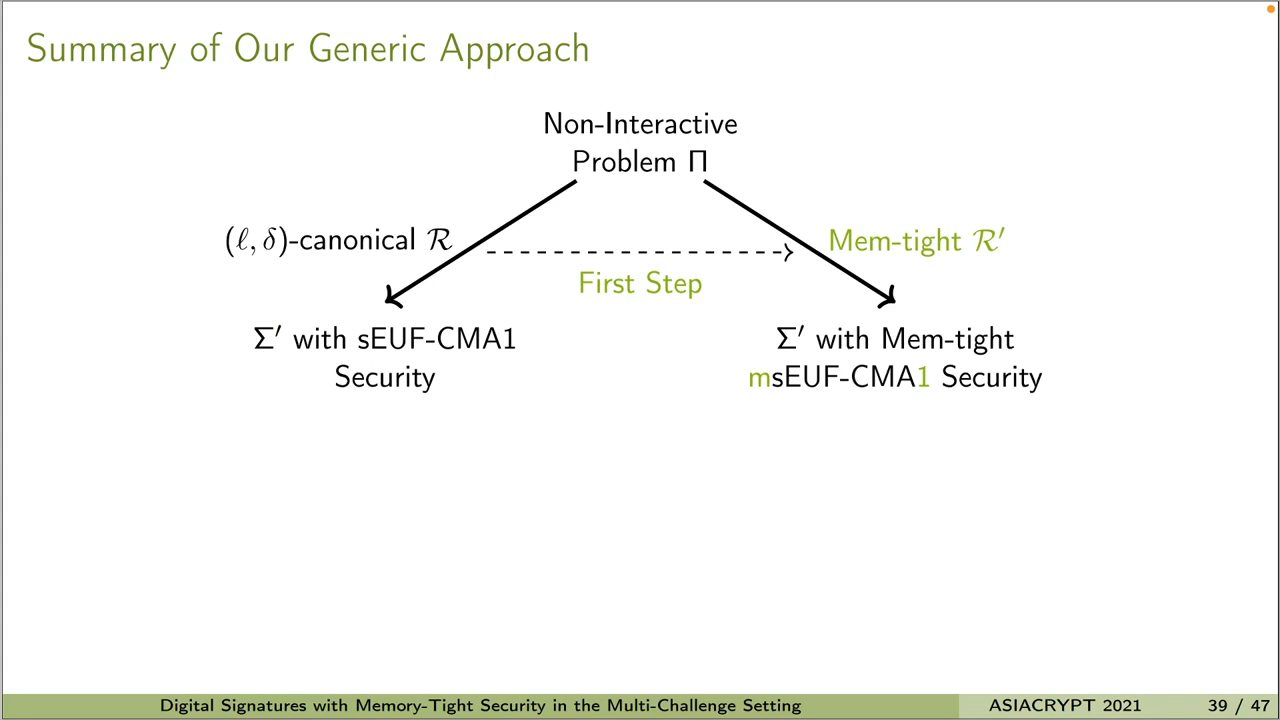 Summary of Our Generic Approach
Non-Interactive
Problem Π
(ℓ, δ)-canonical ℛ
Mem-tight ℛ′
First Step
Σ′ with sEUF-CMA1
Security
Σ′ with Mem-tight
msEUF-CMA1 Security
Digital Signatures with Memory-Tight Security in the Multi-Challenge Setting
ASIACRYPT 2021
39 / 47